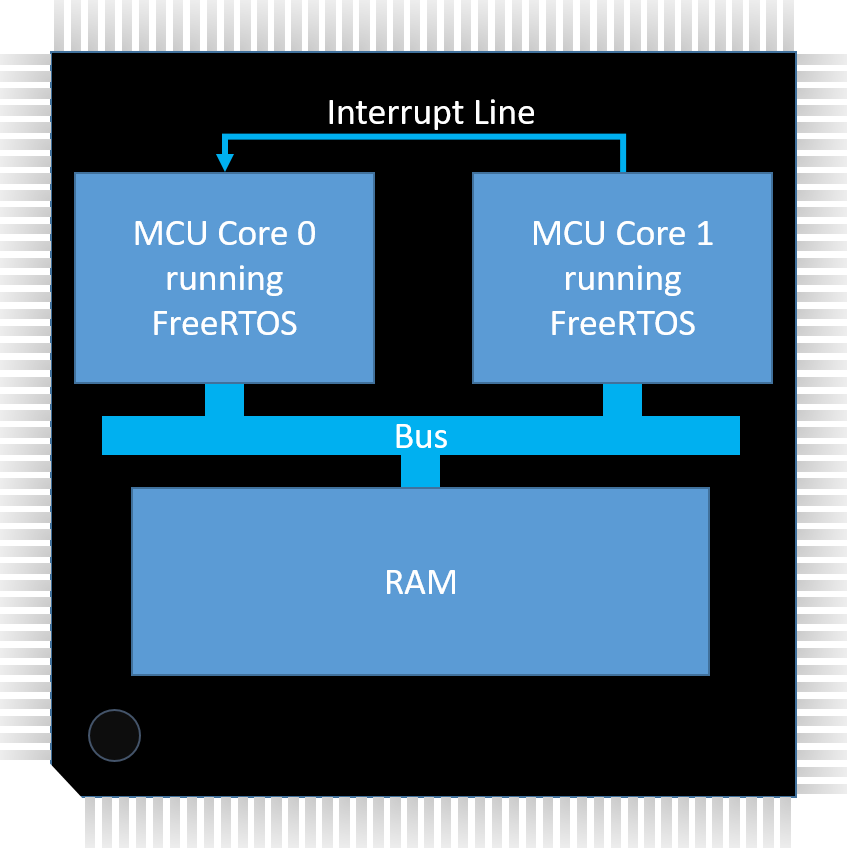 Interrupt Line
MCU Core 0
running
FreeRTOS
MCU Core 1
running
FreeRTOS
Bus
RAM